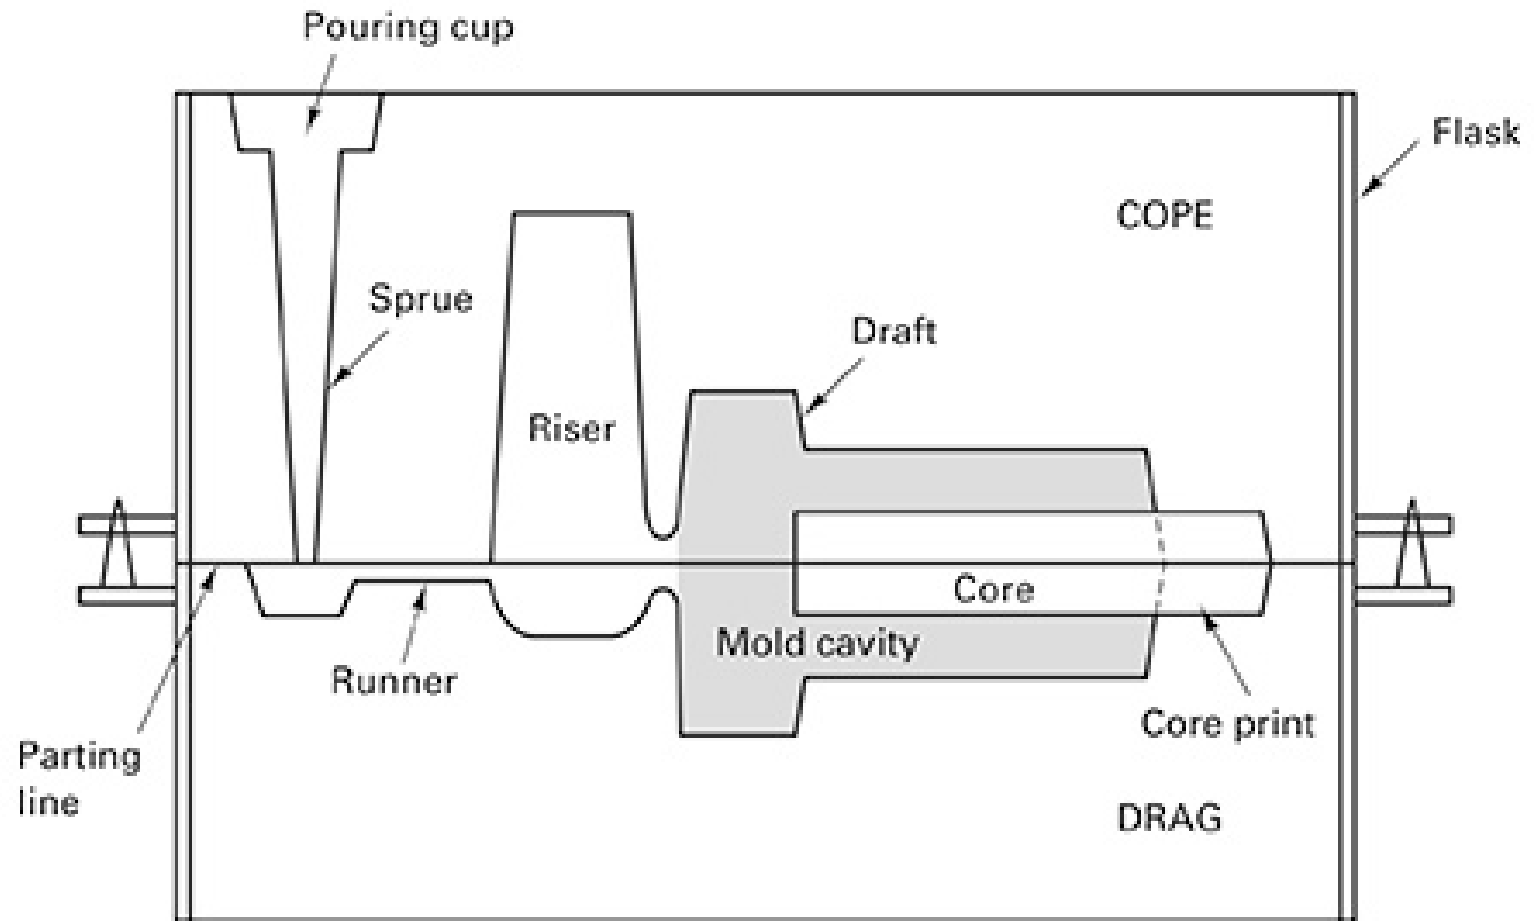 Pouring cup
Flask
COPE
Sprue
Draft
Riser
Core
Mold cavity
Runner
Core print
Parting
line
DRAG